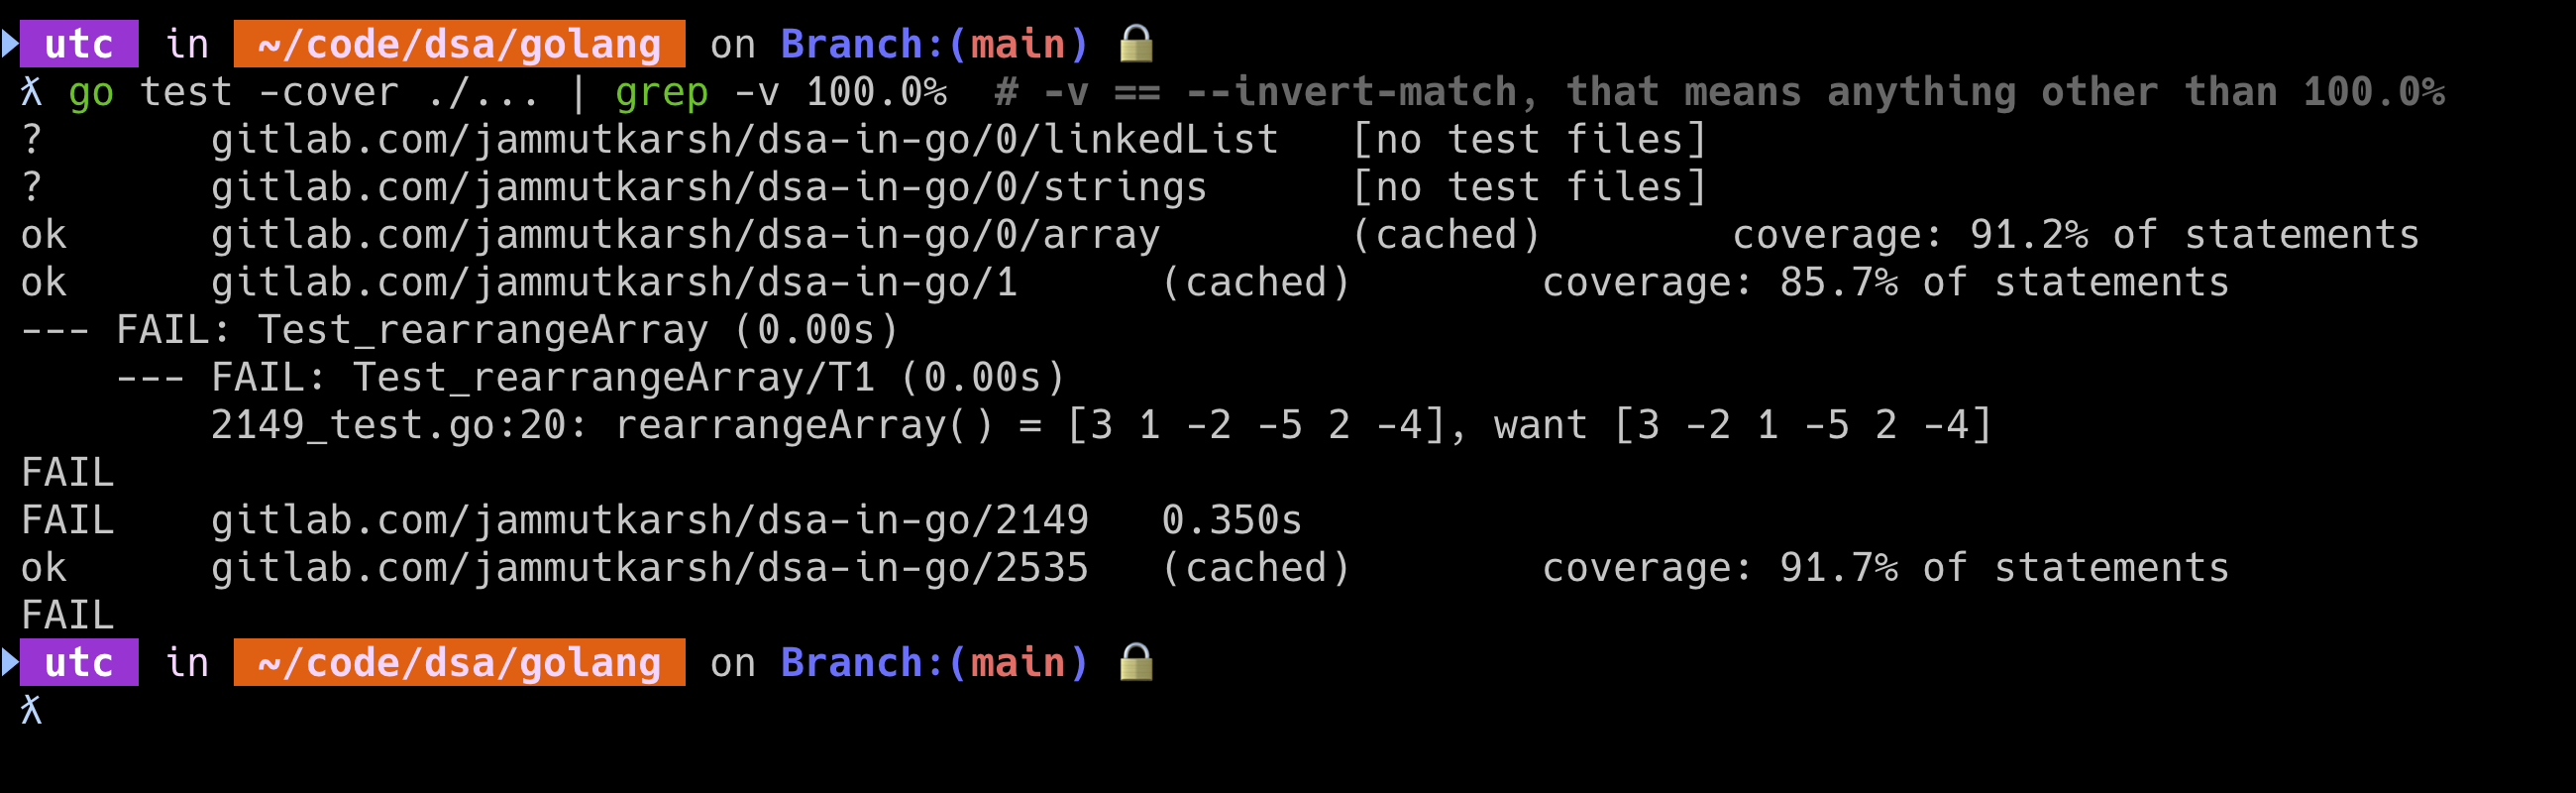 utc in ~/code/dsa/golang on Branch:(main) 🔒
ƛ go test -cover ./... | grep -v 100.0%  # -v == --invert-match, that means anything other than 100.0%
?       gitlab.com/jammutkarsh/dsa-in-go/0/linkedList   [no test files]
?       gitlab.com/jammutkarsh/dsa-in-go/0/strings      [no test files]
ok      gitlab.com/jammutkarsh/dsa-in-go/0/array        (cached)        coverage: 91.2% of statements
ok      gitlab.com/jammutkarsh/dsa-in-go/1      (cached)        coverage: 85.7% of statements
--- FAIL: Test_rearrangeArray (0.00s)
    --- FAIL: Test_rearrangeArray/T1 (0.00s)
        2149_test.go:20: rearrangeArray() = [3 1 -2 -5 2 -4], want [3 -2 1 -5 2 -4]
FAIL
FAIL    gitlab.com/jammutkarsh/dsa-in-go/2149   0.350s
ok      gitlab.com/jammutkarsh/dsa-in-go/2535   (cached)        coverage: 91.7% of statements
FAIL
utc in ~/code/dsa/golang on Branch:(main) 🔒
ƛ